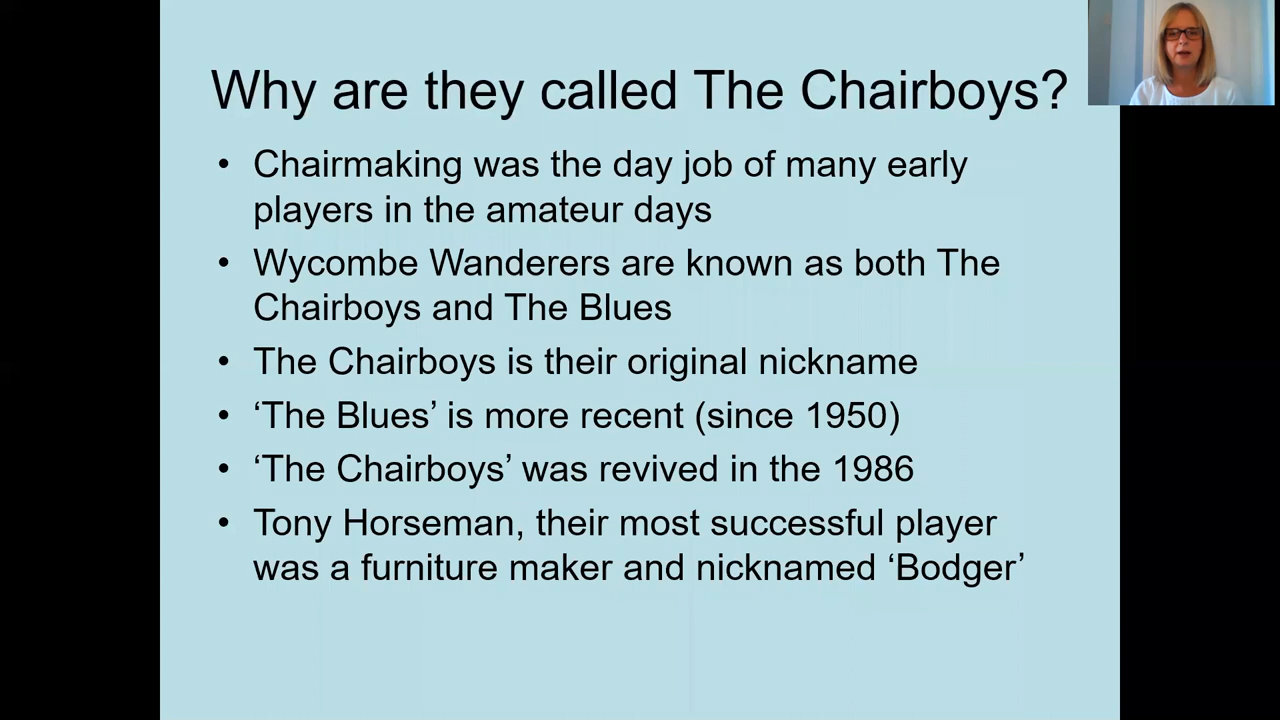 Why are they called The Chairboys?
• Chairmaking was the day job of many early
players in the amateur days
• Wycombe Wanderers are known as both The
Chairboys and The Blues
• The Chairboys is their original nickname
• ‘The Blues’ is more recent (since 1950)
• ‘The Chairboys’ was revived in the 1986
• Tony Horseman, their most successful player
was a furniture maker and nicknamed ‘Bodger’